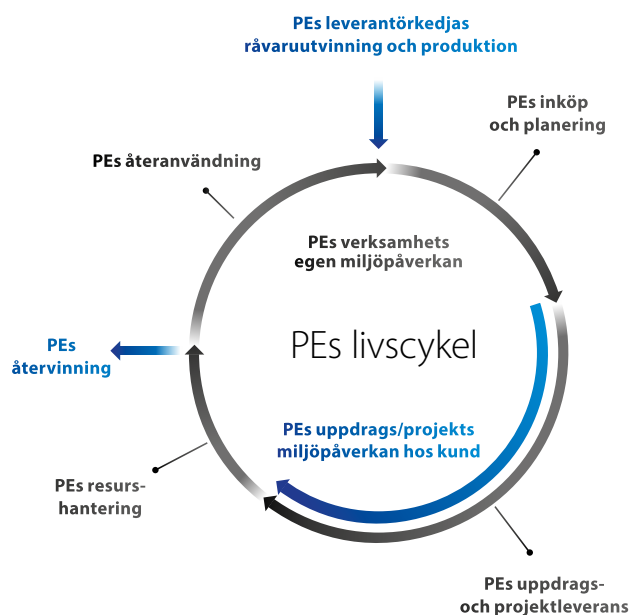 PEs leverantörkedjas
råvaruutvinning och produktion
PEs inköp
och planering
PEs återanvändning
PEs verksamhets
egen miljöpåverkan
PEs livscykel
PEs
återvinning
PEs uppdrags/projekts
miljöpåverkan hos kund
PEs resurs-
hantering
PEs uppdrags-
och projektleverans